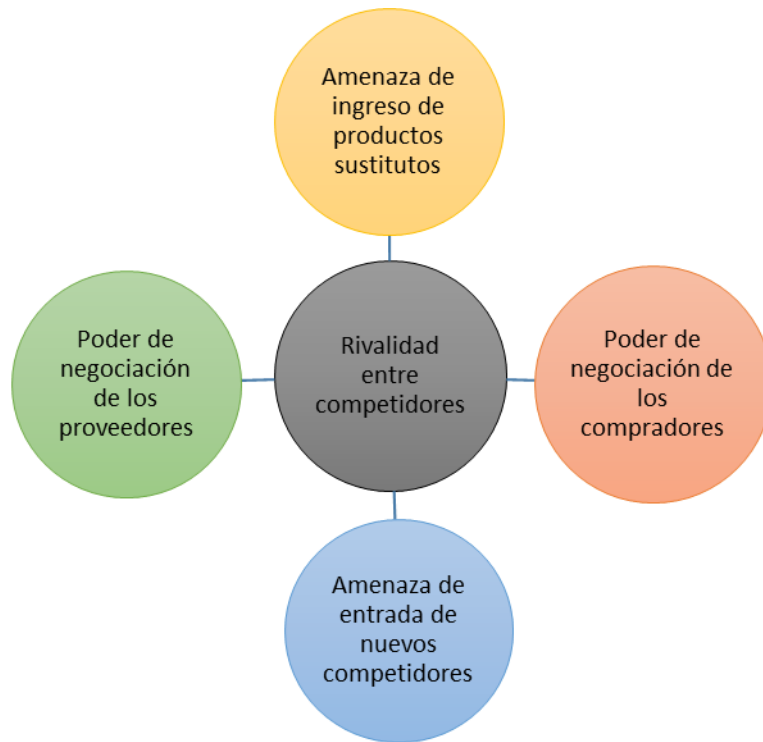 Amenaza de
ingreso de
productos
sustitutos
Poder de
negociación
de los
proveedores
Rivalidad
entre
competidores
Poder de
negociación de
los
compradores
Amenaza de
entrada de
nuevos
competidores